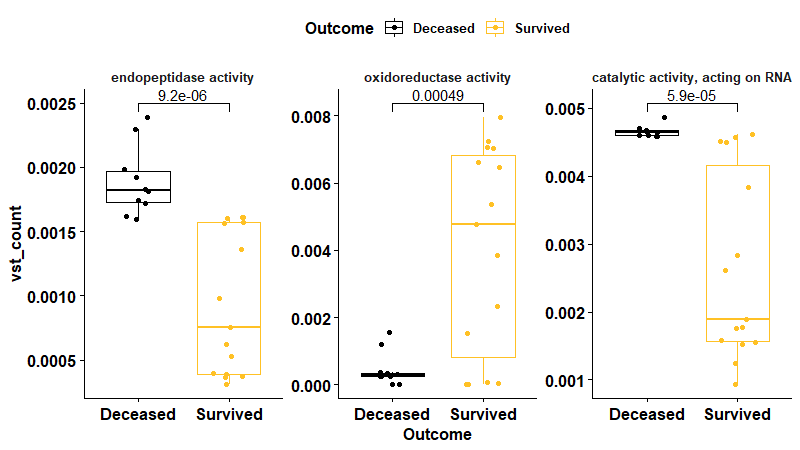 Outcome Deceased Survived
endopeptidase activity
9.2e-06
0.0025
0.0020
0.0015
0.0010
0.0005
Deceased Survived
oxidoreductase activity
0.00049
0.008
0.006
0.004
0.002
0.000
Deceased Survived
catalytic activity, acting on RNA
5.9e-05
0.005
0.004
0.003
0.002
0.001
Deceased Survived
vst_count
Outcome